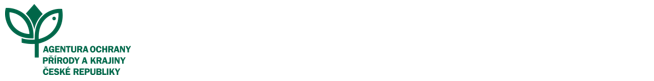 AGENTURA OCHRANY
PŘÍRODY A KRAJINY
ČESKÉ REPUBLIKY